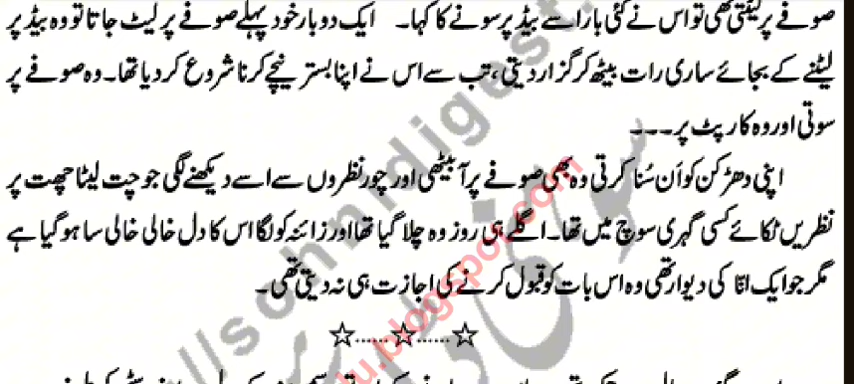 صوفے پر لیٹتی تھی تو اس نے کئی بار اسے بیڈ پر سونے کا کہا۔ ایک دو بار خود پہلے صوفے پر لیٹ جاتا تو وہ بیڈ پر
لیٹنے کے بجائے ساری رات بیٹھ کر گزار دیتی، تب سے اس نے اپنا بستر نیچے کرنا شروع کر دیا تھا۔ وہ صوفے پر
سوتی اور وہ کارپٹ پر۔۔۔
اپنی دھڑکن کو اَن سُنا کرتی وہ بھی صوفے پر آ بیٹھی اور چور نظروں سے اسے دیکھنے لگی جو چت لیٹا چھت پر
نظریں ٹکائے کسی گہری سوچ میں تھا۔ اگلے ہی روز وہ چلا گیا تھا اور زائنہ کو لگا اس کا دل خالی خالی سا ہو گیا ہے
مگر جو ایک انّا کی دیوار تھی وہ اس بات کو قبول کرنے کی اجازت ہی نہ دیتی تھی۔
☆......☆......☆